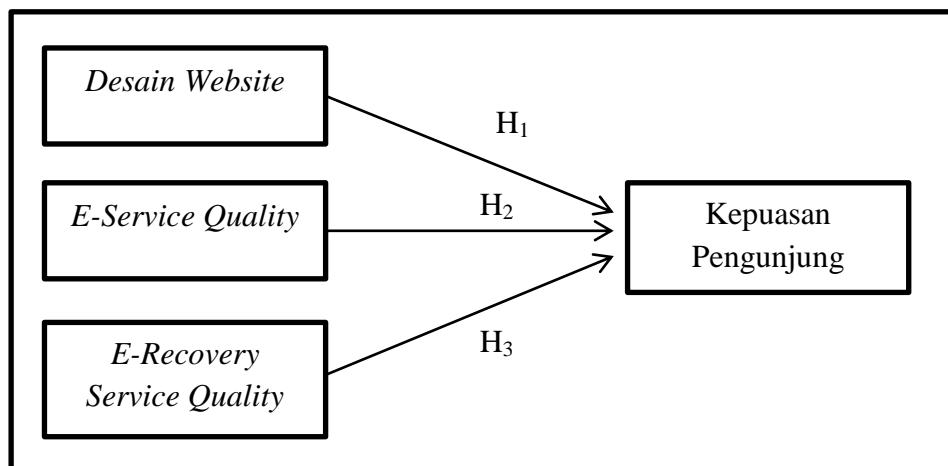 Desain Website
H1
E-Service Quality
H2
Kepuasan
Pengunjung
E-Recovery
Service Quality
H3